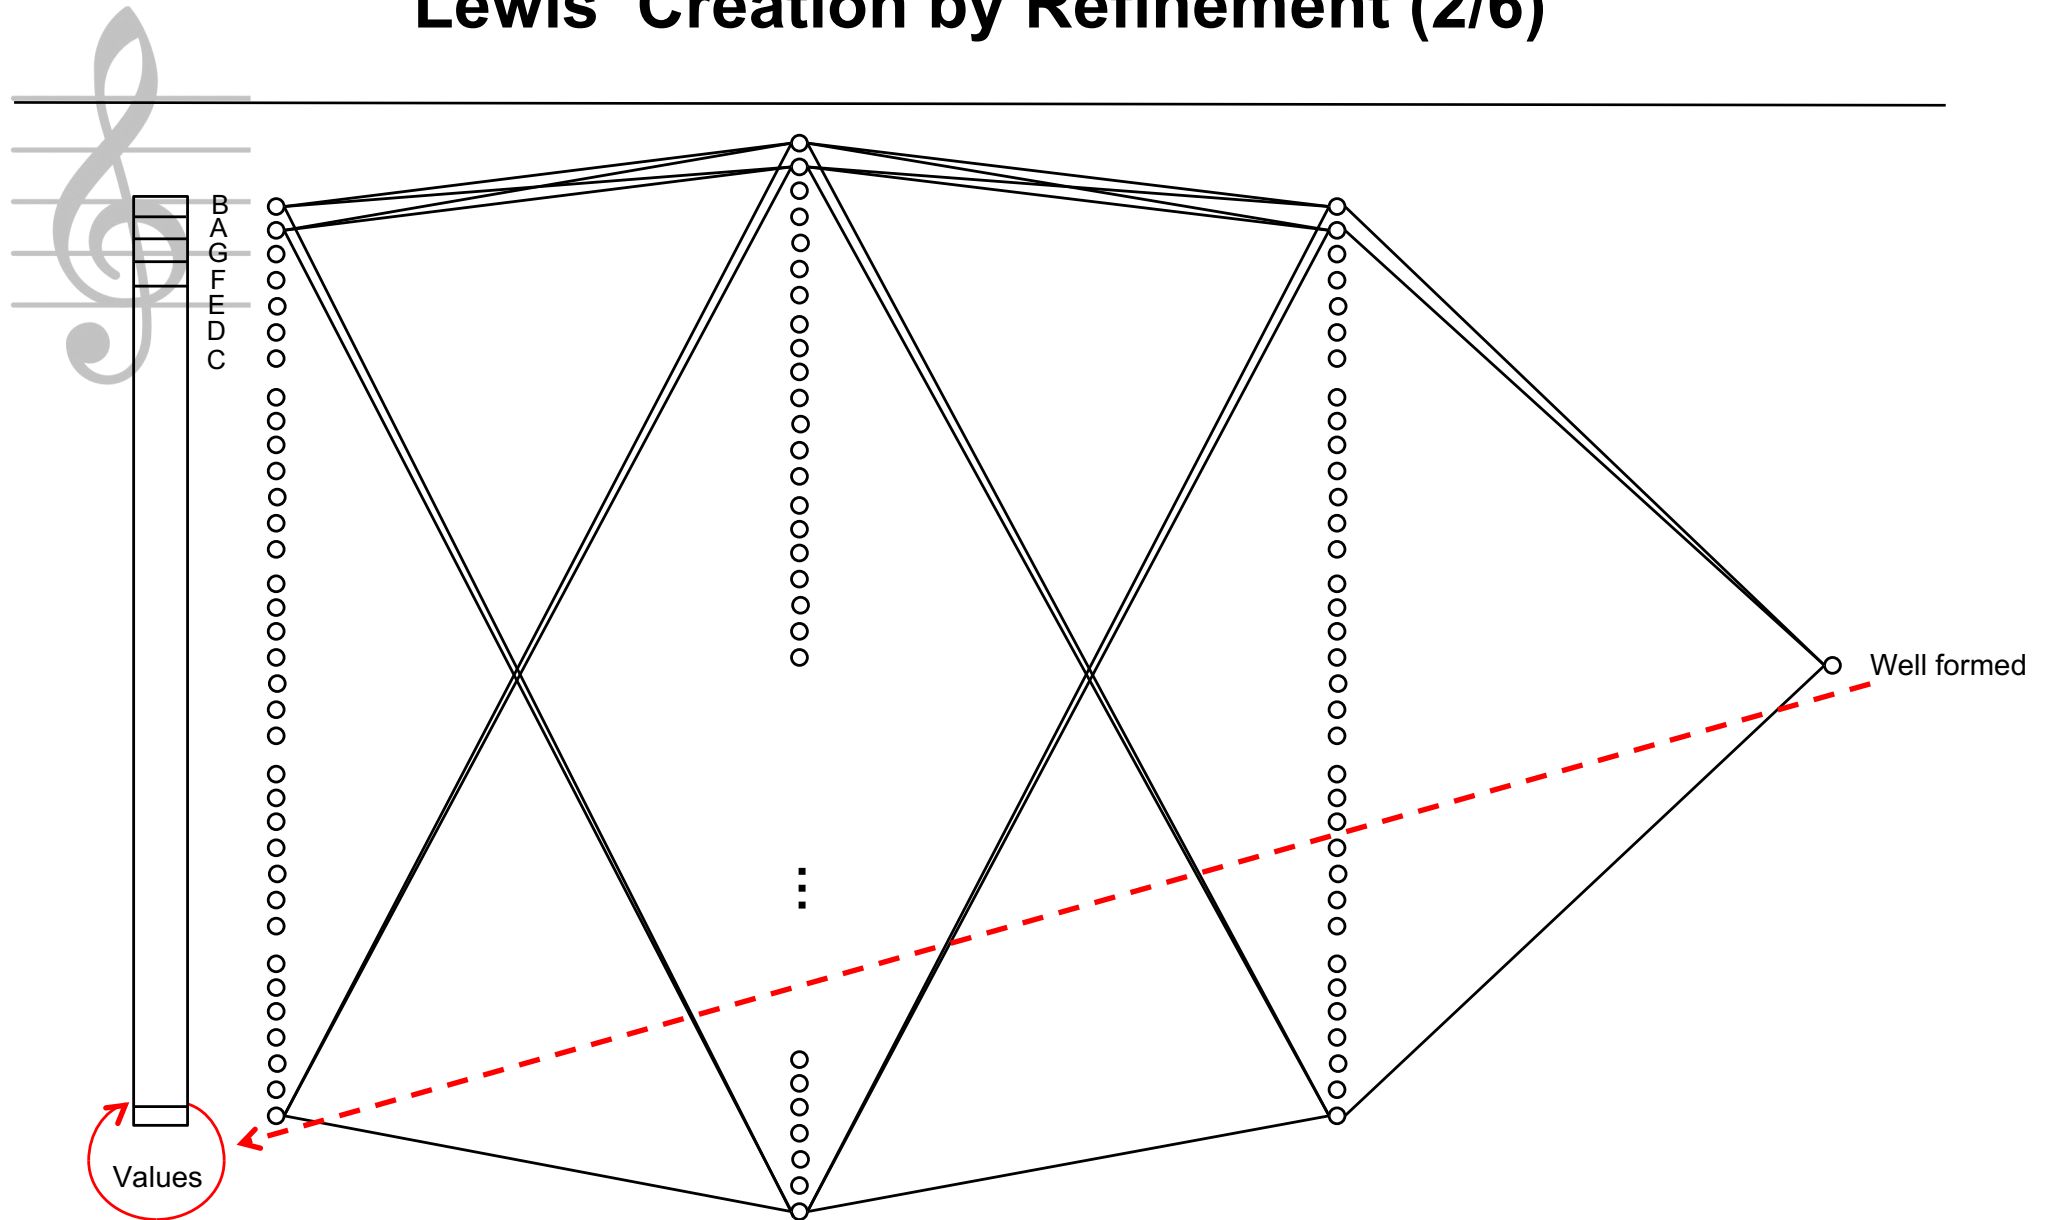 Lewis' Creation by Refinement (2/6)
B
A
G
F
E
D
C
Well formed
⋮
Values